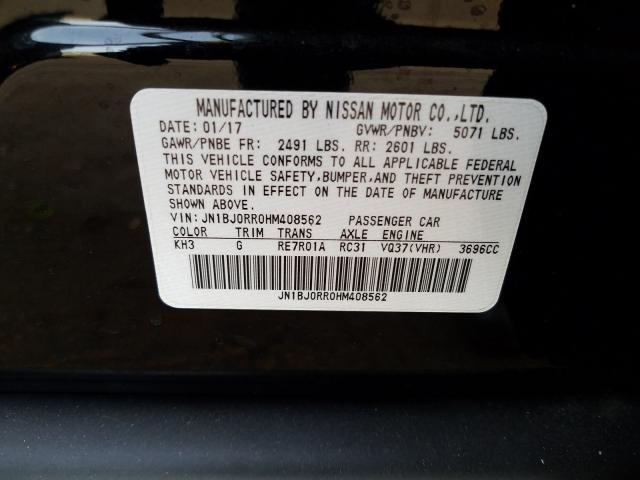 MANUFACTURED BY NISSAN MOTOR CO.,LTD.
DATE: 01/17 GVWR/PNBV: 5071 LBS.
GAWR/PNBE FR: 2491 LBS. RR: 2601 LBS.
THIS VEHICLE CONFORMS TO ALL APPLICABLE FEDERAL
MOTOR VEHICLE SAFETY,BUMPER,AND THEFT PREVENTION
STANDARDS IN EFFECT ON THE DATE OF MANUFACTURE
SHOWN ABOVE.
VIN: JN1BJ0RR0HM408562 PASSENGER CAR
COLOR TRIM TRANS AXLE ENGINE
KH3 G RE7R01A RC31 VQ37(VHR) 3696CC
JN1BJ0RR0HM408562